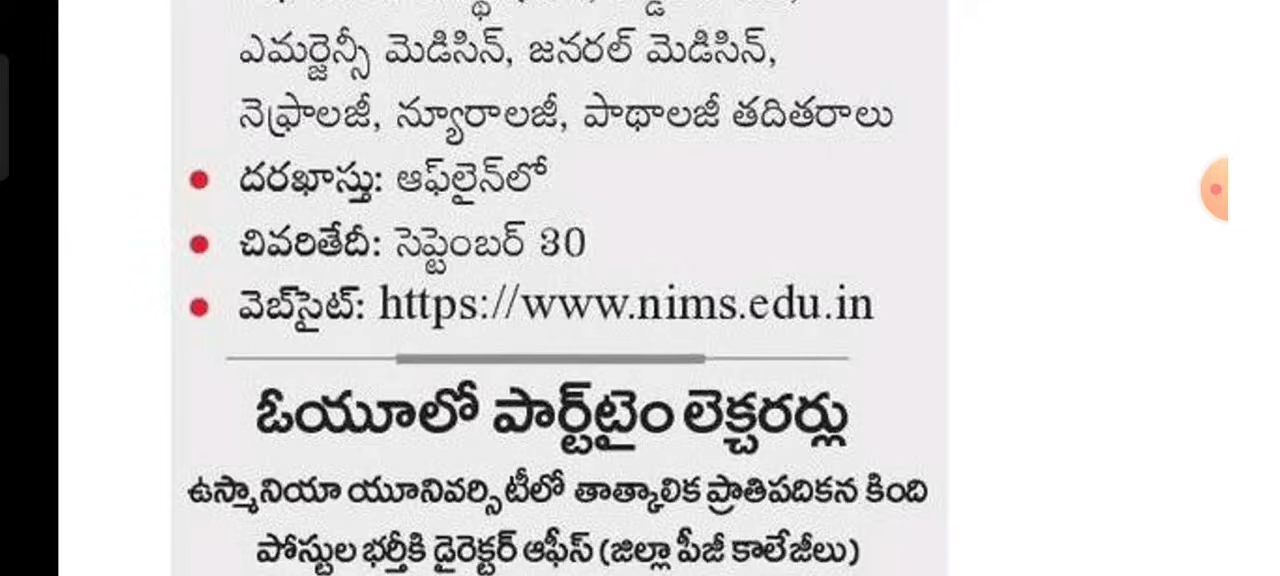 ఎమర్జెన్సీ మెడిసిన్, జనరల్ మెడిసిన్,
నెఫ్రాలజీ, న్యూరాలజీ, పాథాలజీ తదితరాలు
● దరఖాస్తు: ఆఫ్‌లైన్‌లో
● చివరితేదీ: సెప్టెంబర్ 30
● వెబ్‌సైట్: https://www.nims.edu.in
ఓయూలో పార్ట్‌టైం లెక్చరర్లు
ఉస్మానియా యూనివర్సిటీలో తాత్కాలిక ప్రాతిపదికన కింది
పోస్టుల భర్తీకి డైరెక్టర్ ఆఫీస్ (జిల్లా పీజీ కాలేజీలు)